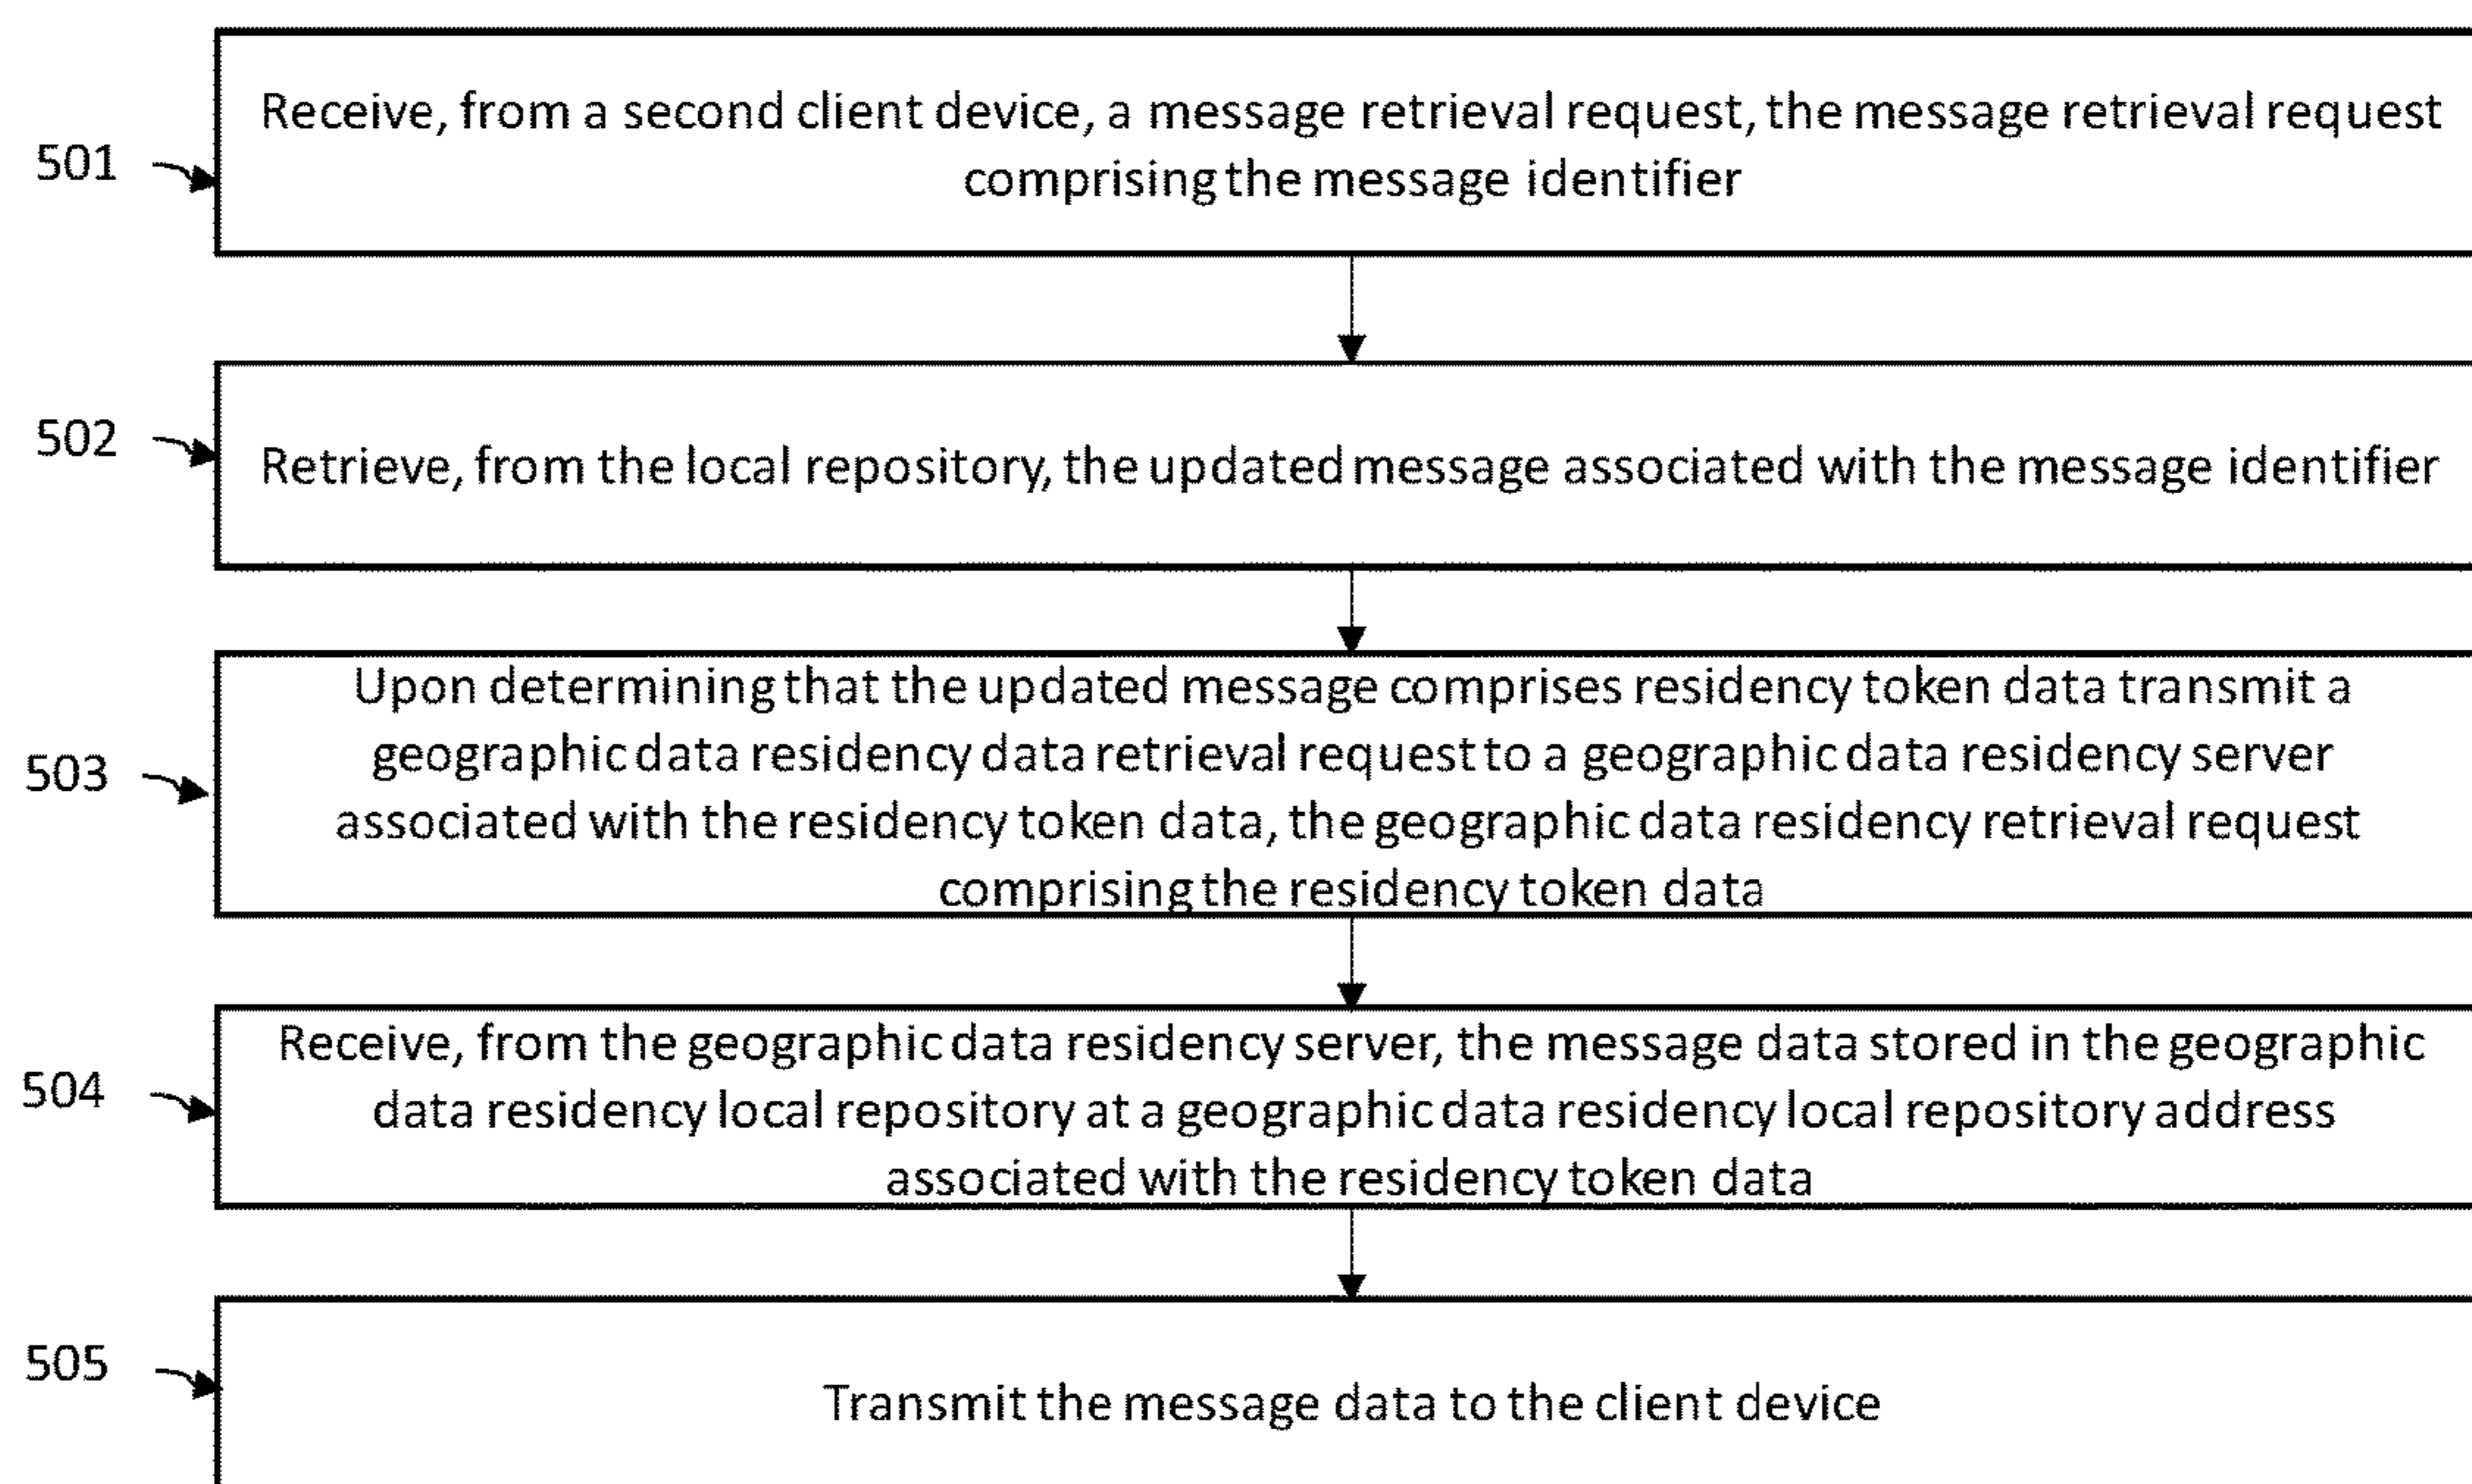 Receive, from a second client device, a message retrieval request, the message retrieval request
comprising the message identifier
501
502
Retrieve, from the local repository, the updated message associated with the message identifier
Upon determining that the updated message comprises residency token data transmit a
geographic data residency data retrieval request to a geographic data residency server
503
associated with the residency token data, the geographic data residency retrieval request
comprising the residency token data
Receive, from the geographic data residency server, the message data stored in the geographic
504
data residency local repository at a geographic data residency local repository address
associated with the residency token data
505
Transmit the message data to the client device